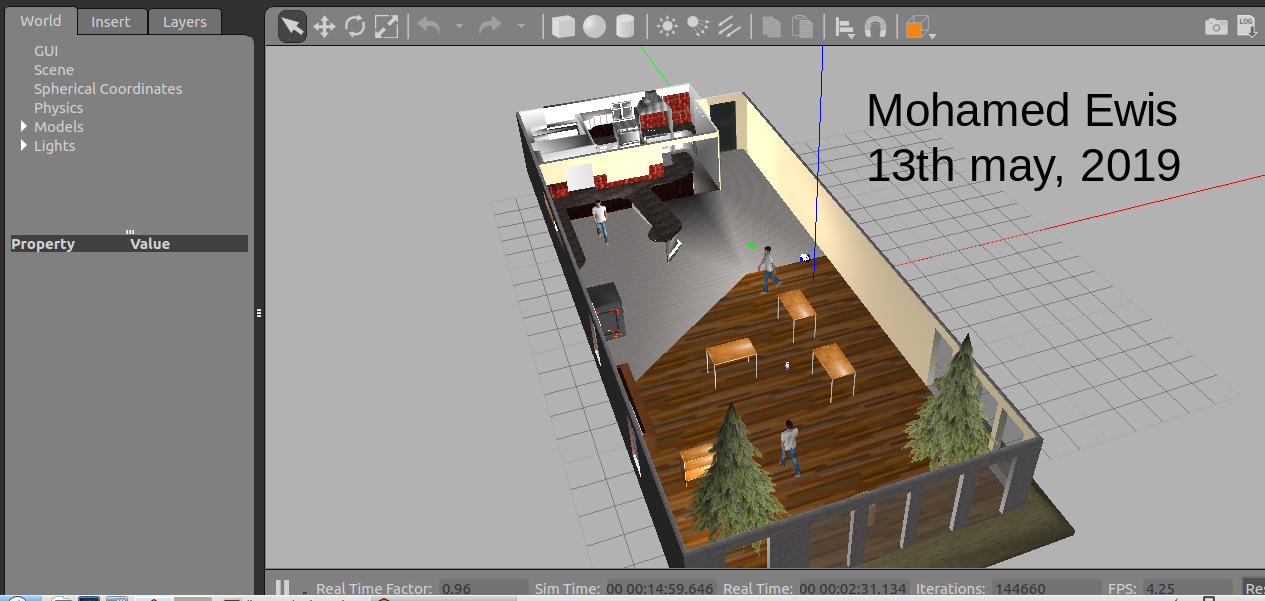 World
Insert
Layers
LOG
GUI
Scene
Spherical Coordinates
Physics
Models
Lights
Property Value
Mohamed Ewis
13th may, 2019
Real Time Factor: 0.96 Sim Time: 00 00:14:59.646 Real Time: 00 00:02:31.134 Iterations: 144660 FPS: 4.25 Res